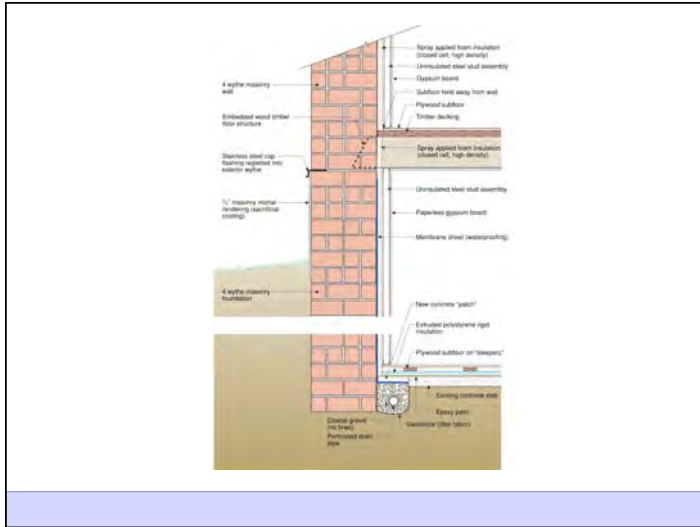 Spray applied foam insulation
(closed cell, high density)
Uninsulated steel stud assembly
Gypsum board
Subfloor held away from wall
Plywood subfloor
Timber decking
Spray applied foam insulation
(closed cell, high density)
Uninsulated steel stud assembly
Paperless gypsum board
Membrane sheet (waterproofing)
New concrete "patch"
Extruded polystyrene rigid
insulation
Plywood subfloor on "sleepers"
Existing concrete slab
Epoxy paint
Geotextile (filter fabric)
4 wythe masonry
wall
Embedded wood timber
floor structure
Stainless steel cap
flashing regletted into
exterior wythe
masonry mortar
rendering (sacrificial
coating)
4 wythe masonry
foundation
Coarse gravel
(no fines)
Perforated drain
pipe